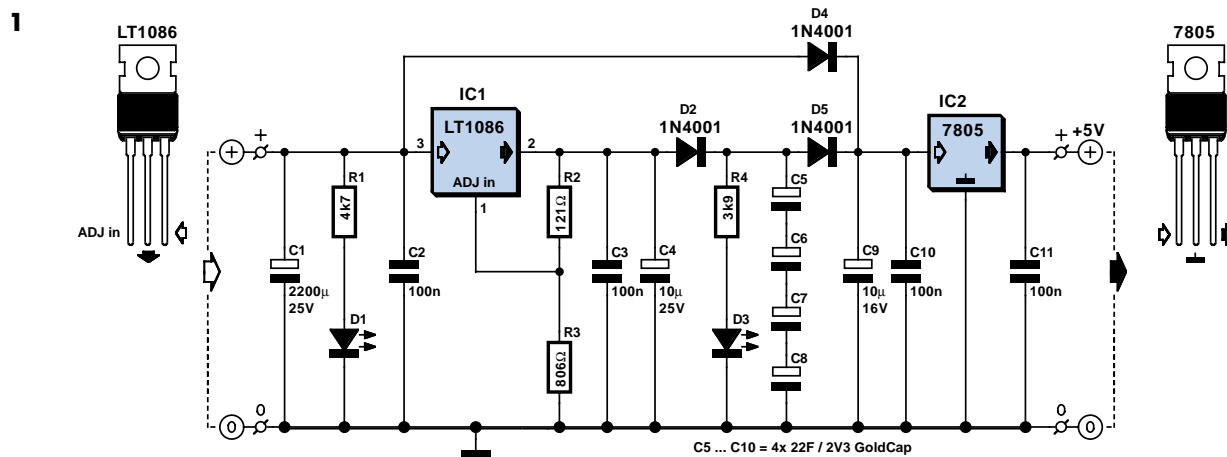 1
LT1086
ADJ in
D4
1N4001
7805
IC1
LT1086
3
2
ADJ in
1
D2
1N4001
D5
1N4001
IC2
7805
+
+
+
+5V
+
R1
4k7
R2
121Ω
R4
3k9
C5
C6
C7
C8
C1
2200µ
25V
C2
100n
C3
100n
C4
10µ
25V
C9
10µ
16V
C10
100n
C11
100n
D1
R3
806Ω
D3
0
0
0
0
C5 ... C10 = 4x 22F / 2V3 GoldCap